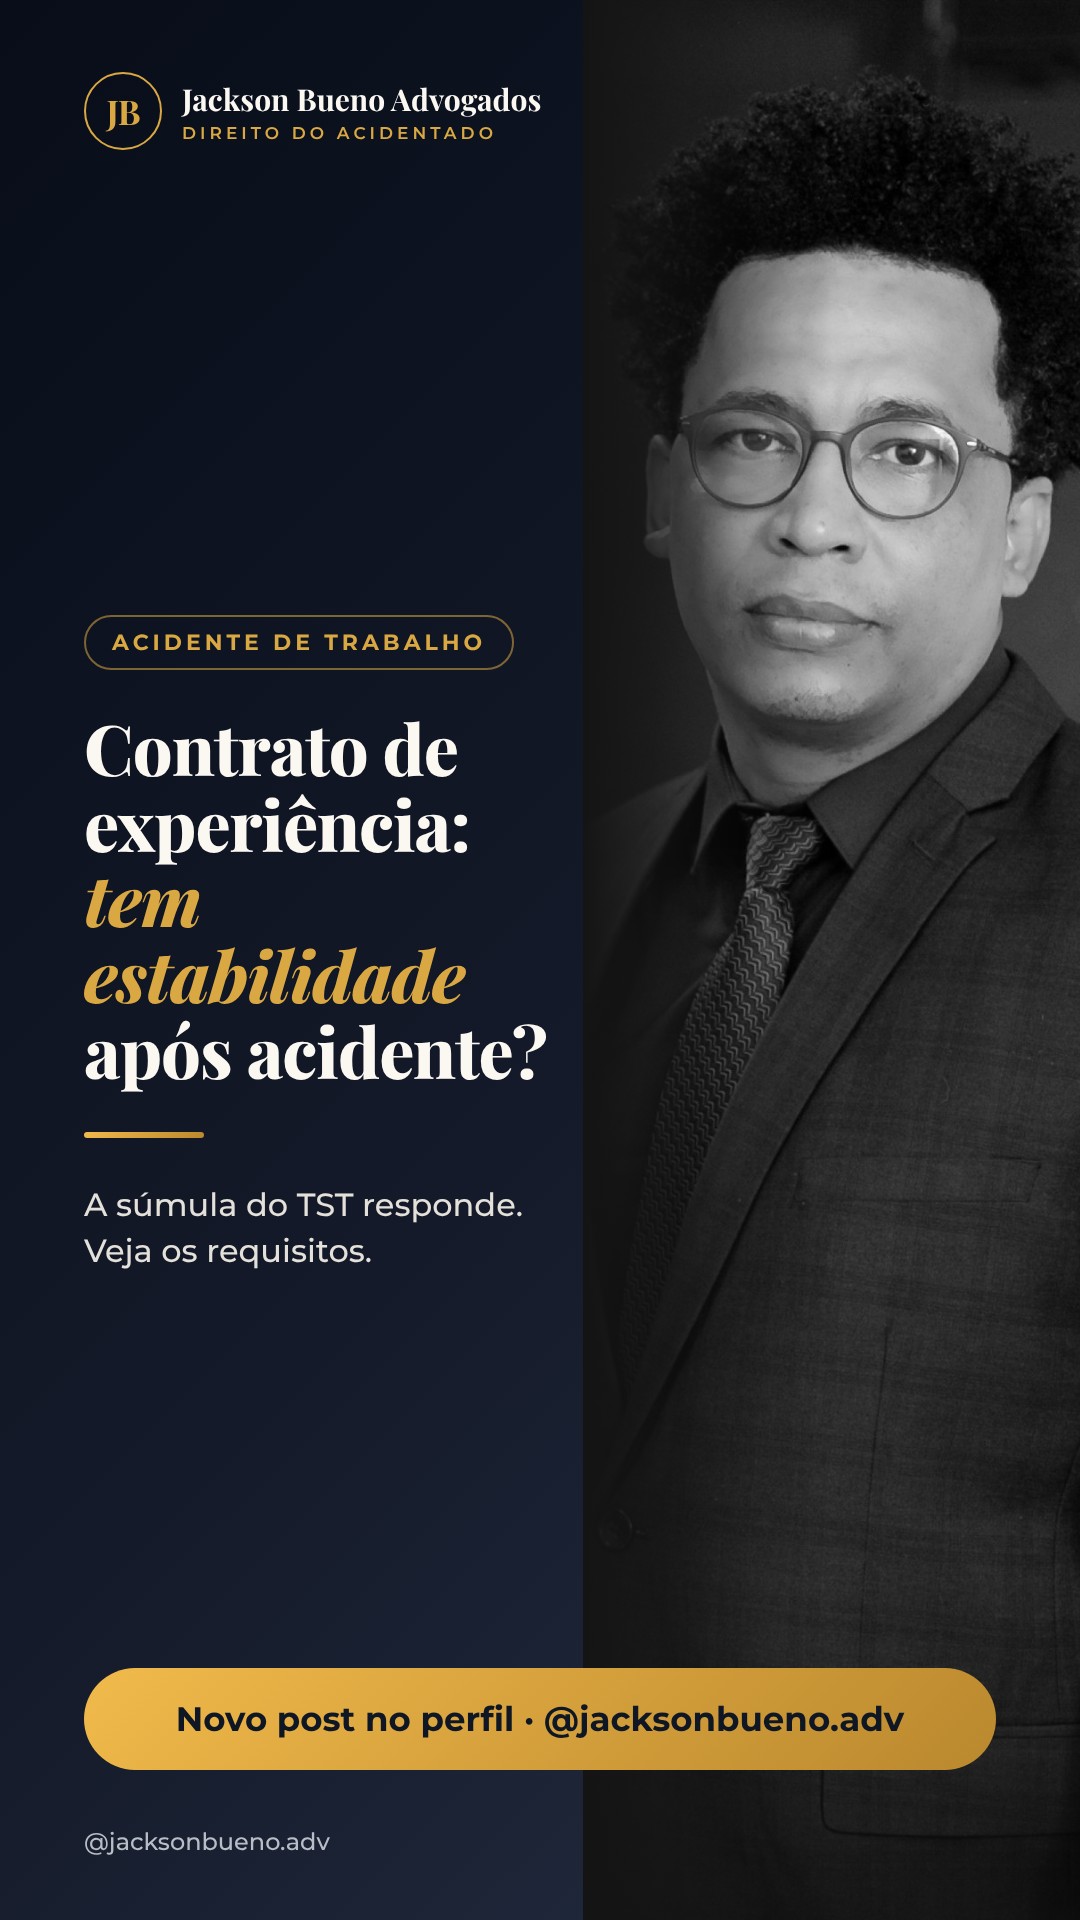 JB
Jackson Bueno Advogados
DIREITO DO ACIDENTADO
ACIDENTE DE TRABALHO
Contrato de
experiência:
tem
estabilidade
após acidente?
A súmula do TST responde.
Veja os requisitos.
Novo post no perfil · @jacksonbueno.adv
@jacksonbueno.adv